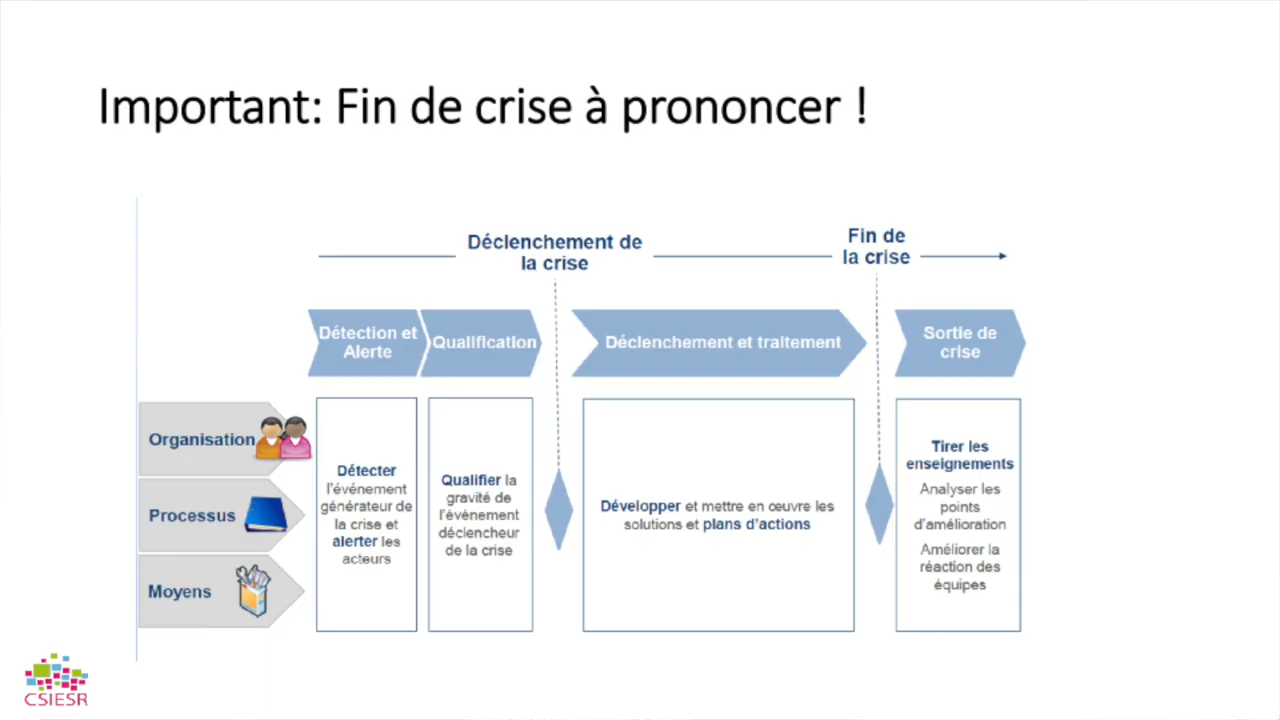 Important: Fin de crise à prononcer !
Déclenchement de
la crise
Fin de
la crise
Détection et
Alerte
Qualification
Déclenchement et traitement
Sortie de
crise
Organisation
Processus
Moyens
Détecter
l'événement
générateur de
la crise et
alerter les
acteurs
Qualifier la
gravité de
l'événement
déclencheur
de la crise
Développer et mettre en œuvre les
solutions et plans d'actions
Tirer les
enseignements
Analyser les
points
d'amélioration
Améliorer la
réaction des
équipes
CSIESR